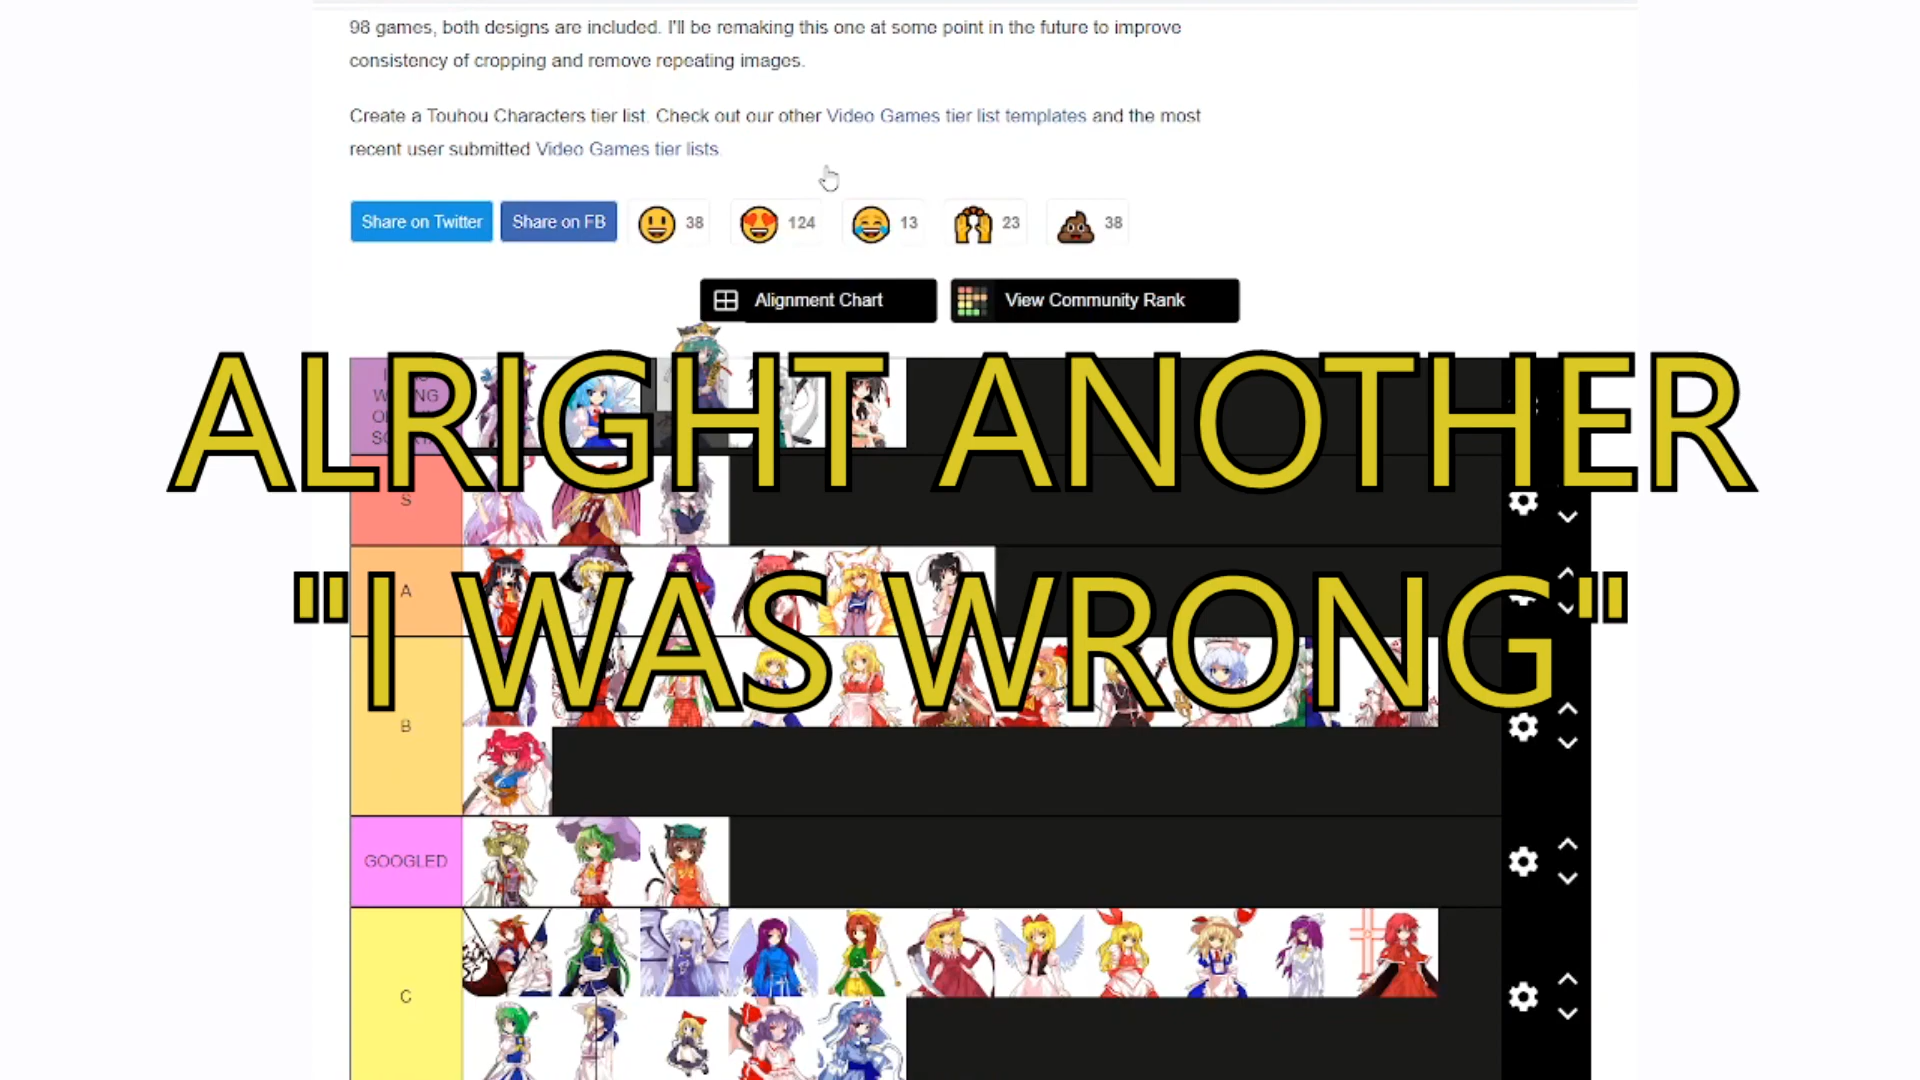 98 games, both designs are included. I'll be remaking this one at some point in the future to improve
consistency of cropping and remove repeating images.
Create a Touhou Characters tier list. Check out our other Video Games tier list templates and the most
recent user submitted Video Games tier lists.
Share on Twitter
Share on FB
38
124
13
23
38
Alignment Chart
View Community Rank
ALRIGHT ANOTHER
"I WAS WRONG"
S
A
B
GOOGLED
C